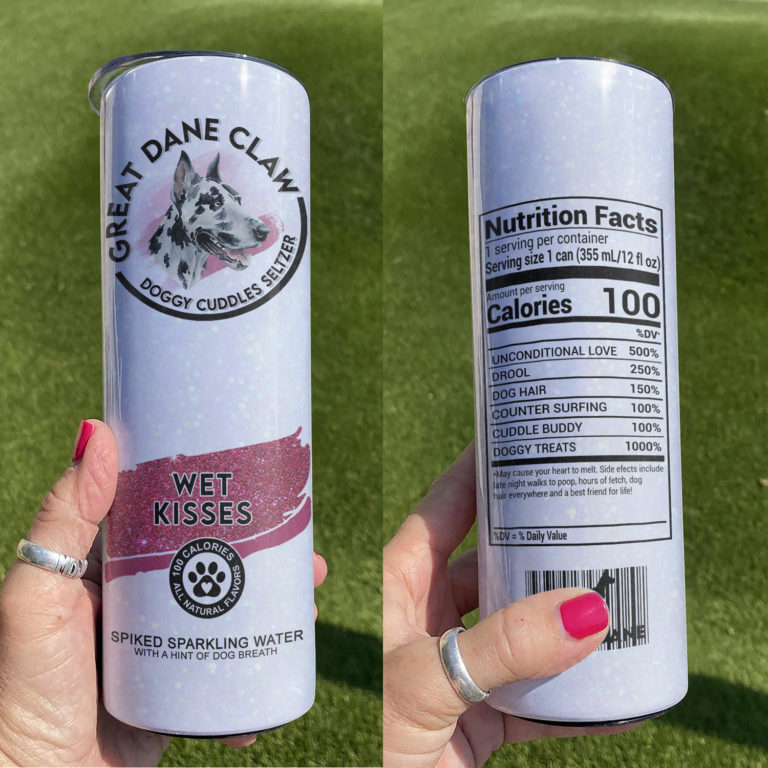 GREAT DANE CLAW
DOGGY CUDDLES SELTZER
WET
KISSES
100 CALORIES
ALL NATURAL FLAVORS
SPIKED SPARKLING WATER
WITH A HINT OF DOG BREATH
Nutrition Facts
1 serving per container
Serving size 1 can (355 mL/12 fl oz)
Amount per serving
Calories 100
%DV*
UNCONDITIONAL LOVE 500%
DROOL 250%
DOG HAIR 150%
COUNTER SURFING 100%
CUDDLE BUDDY 100%
DOGGY TREATS 1000%
*May cause your heart to melt. Side efects include
late night walks to poop, hours of fetch, dog
hair everywhere and a best friend for life!
%DV = % Daily Value